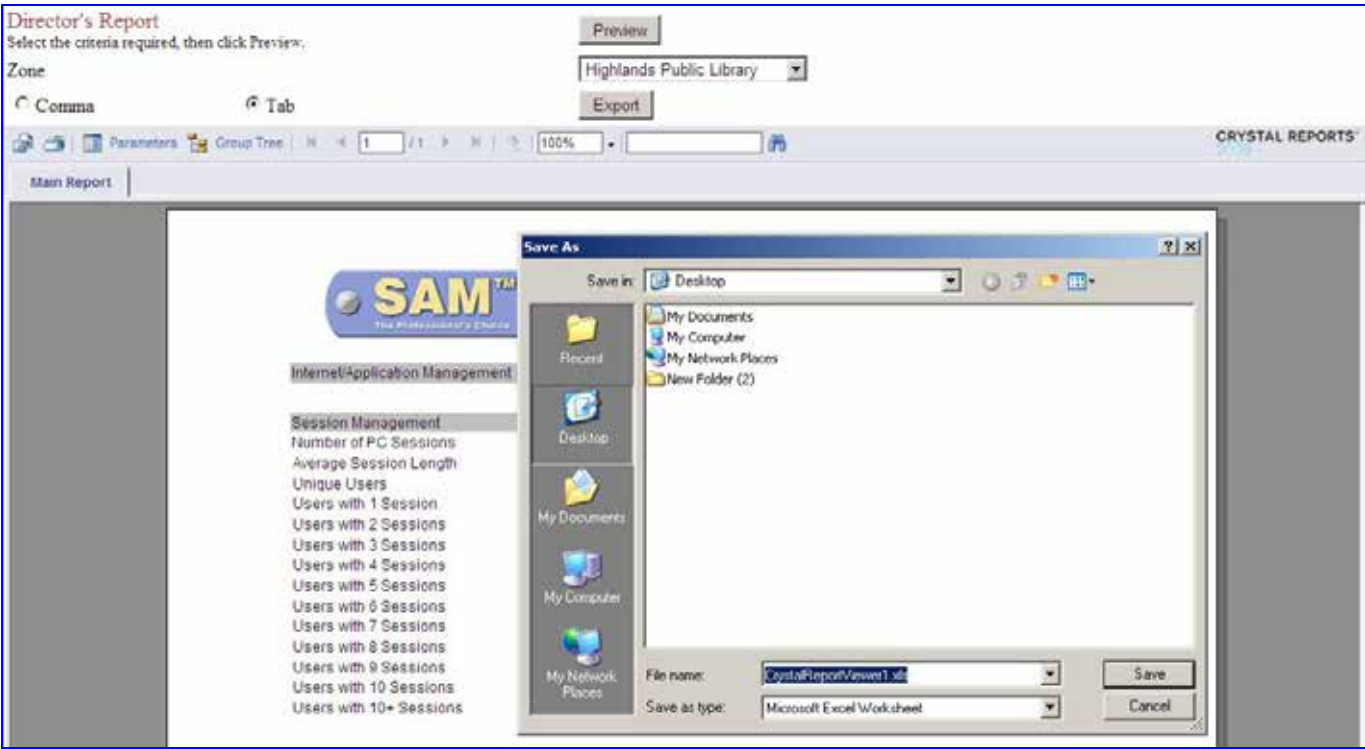 Director's Report
Preview
Select the criteria required, then click Preview.
Zone
Highlands Public Library
Comma
Tab
Export
Parameters
Group Tree
1
/1
100%
CRYSTAL REPORTS
Main Report
Save As
Save in:
Desktop
SAM™
The Professional's Choice
My Documents
My Computer
My Network Places
New Folder (2)
Recent
Desktop
My Documents
My Computer
My Network
Places
Internet/Application Management
Session Management
Number of PC Sessions
Average Session Length
Unique Users
Users with 1 Session
Users with 2 Sessions
Users with 3 Sessions
Users with 4 Sessions
Users with 5 Sessions
Users with 6 Sessions
Users with 7 Sessions
Users with 8 Sessions
Users with 9 Sessions
Users with 10 Sessions
Users with 10+ Sessions
File name:
CrystalReportViewer1.xls
Save
Save as type:
Microsoft Excel Worksheet
Cancel